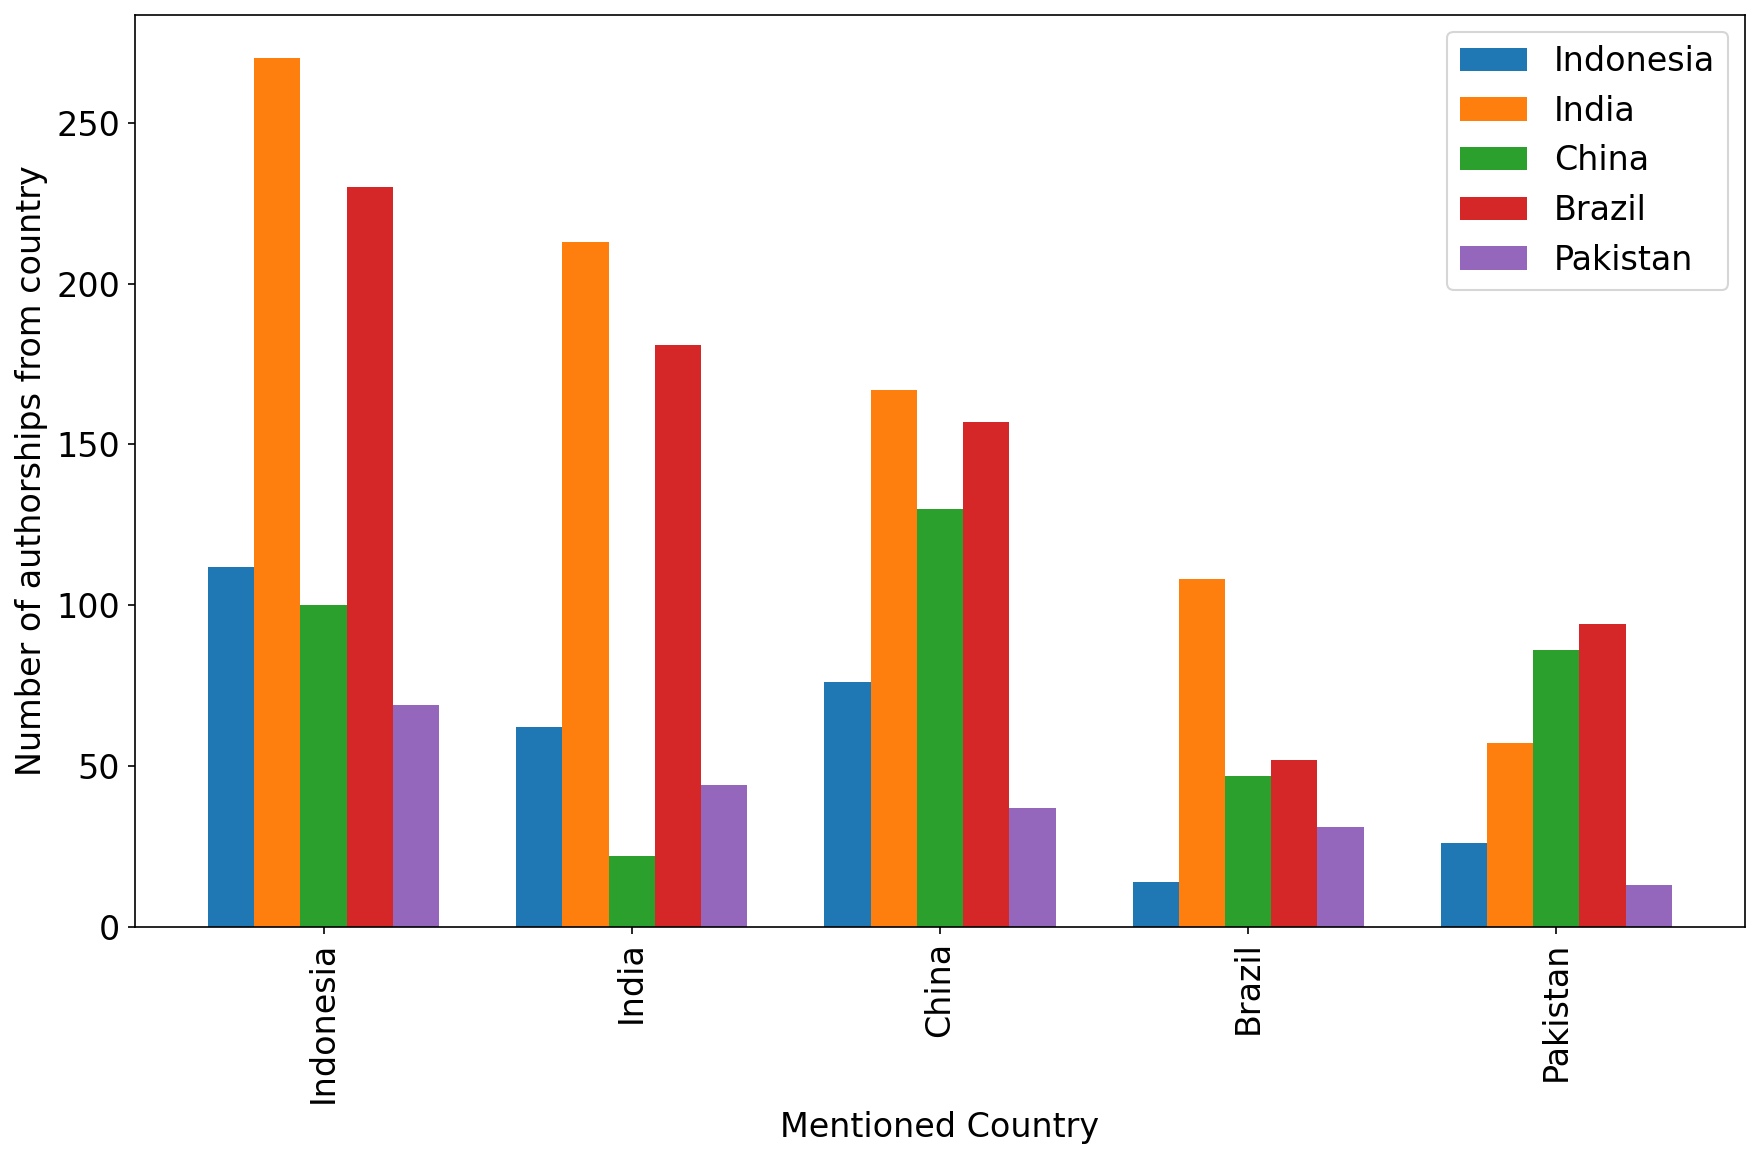 Number of authorships from country
250
200
150
100
50
0
Indonesia
India
China
Brazil
Pakistan
Indonesia
India
China
Brazil
Pakistan
Mentioned Country